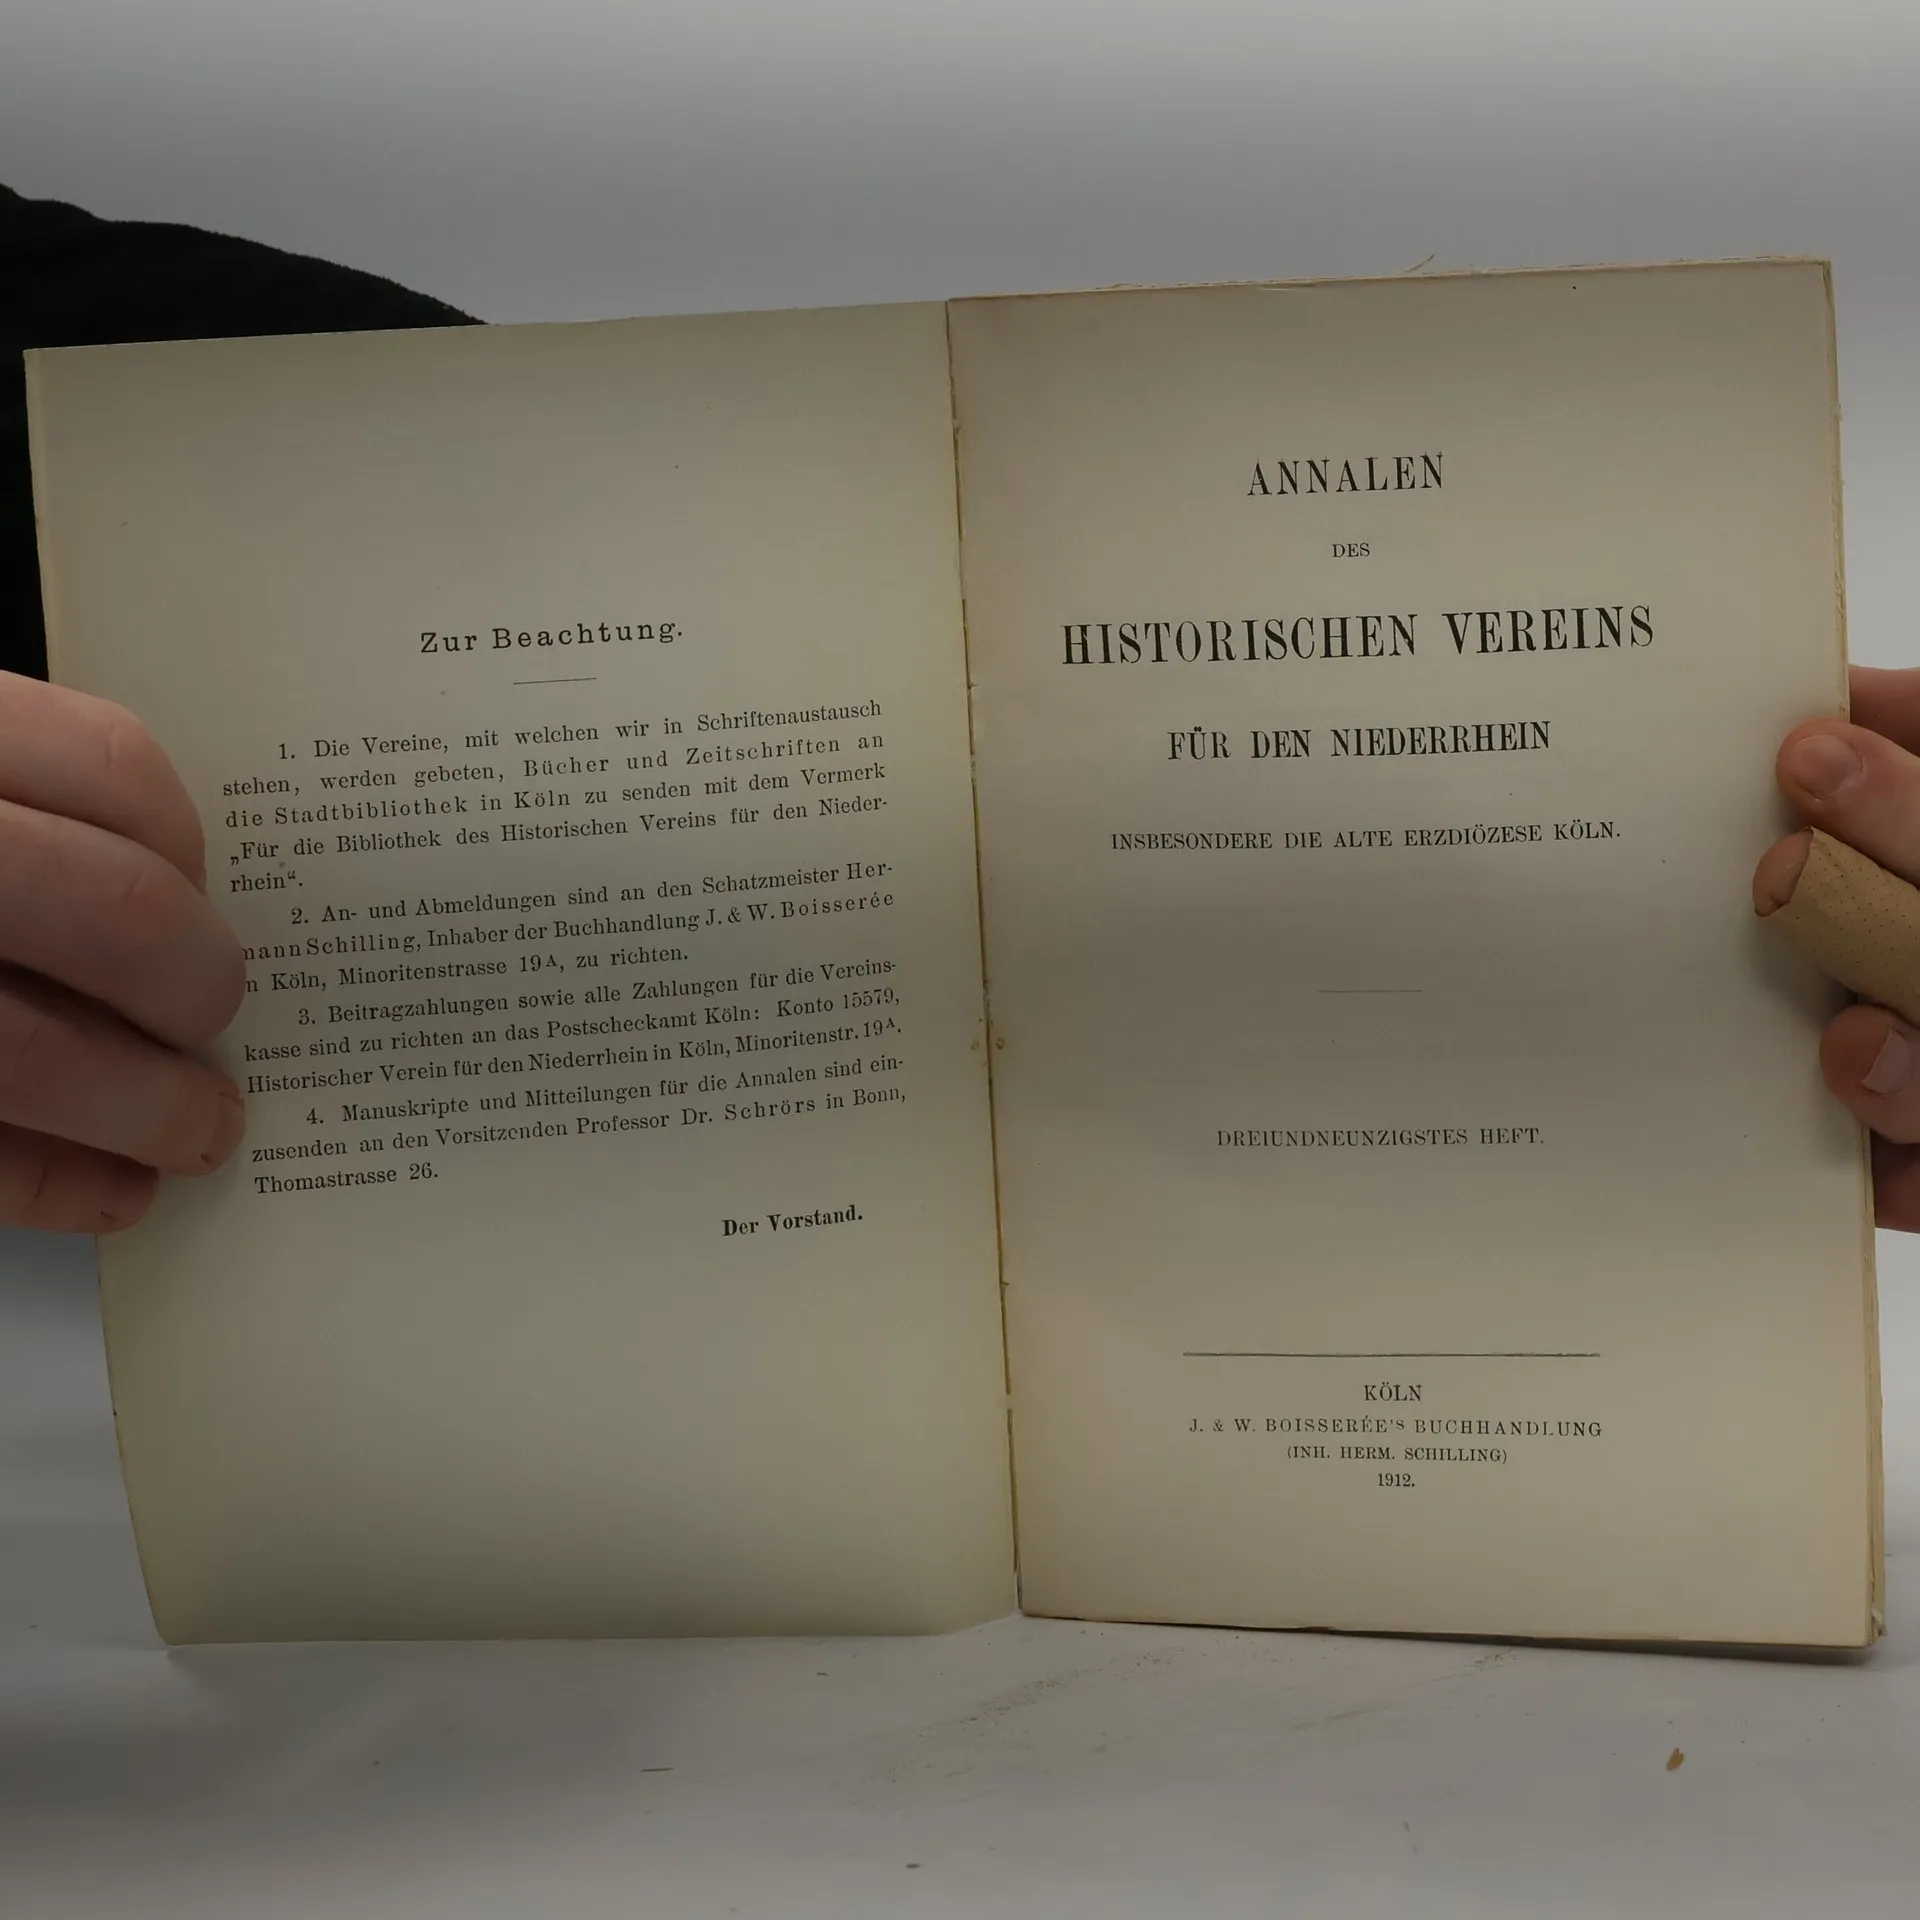 Zur Beachtung.
1. Die Vereine, mit welchen wir in Schriftenaustausch
stehen, werden gebeten, Bücher und Zeitschriften an
die Stadtbibliothek in Köln zu senden mit dem Vermerk
„Für die Bibliothek des Historischen Vereins für den Nieder-
rhein“.
2. An- und Abmeldungen sind an den Schatzmeister Her-
mann Schilling, Inhaber der Buchhandlung J. & W. Boisserée
n Köln, Minoritenstrasse 19A, zu richten.
3. Beitragzahlungen sowie alle Zahlungen für die Vereins-
kasse sind zu richten an das Postscheckamt Köln: Konto 15579,
Historischer Verein für den Niederrhein in Köln, Minoritenstr. 19A.
4. Manuskripte und Mitteilungen für die Annalen sind ein-
zusenden an den Vorsitzenden Professor Dr. Schrörs in Bonn,
Thomastrasse 26.
Der Vorstand.
ANNALEN
DES
HISTORISCHEN VEREINS
FÜR DEN NIEDERRHEIN
INSBESONDERE DIE ALTE ERZDIÖZESE KÖLN.
DREIUNDNEUNZIGSTES HEFT.
KÖLN
J. & W. BOISSERÉE'S BUCHHANDLUNG
(INH. HERM. SCHILLING)
1912.